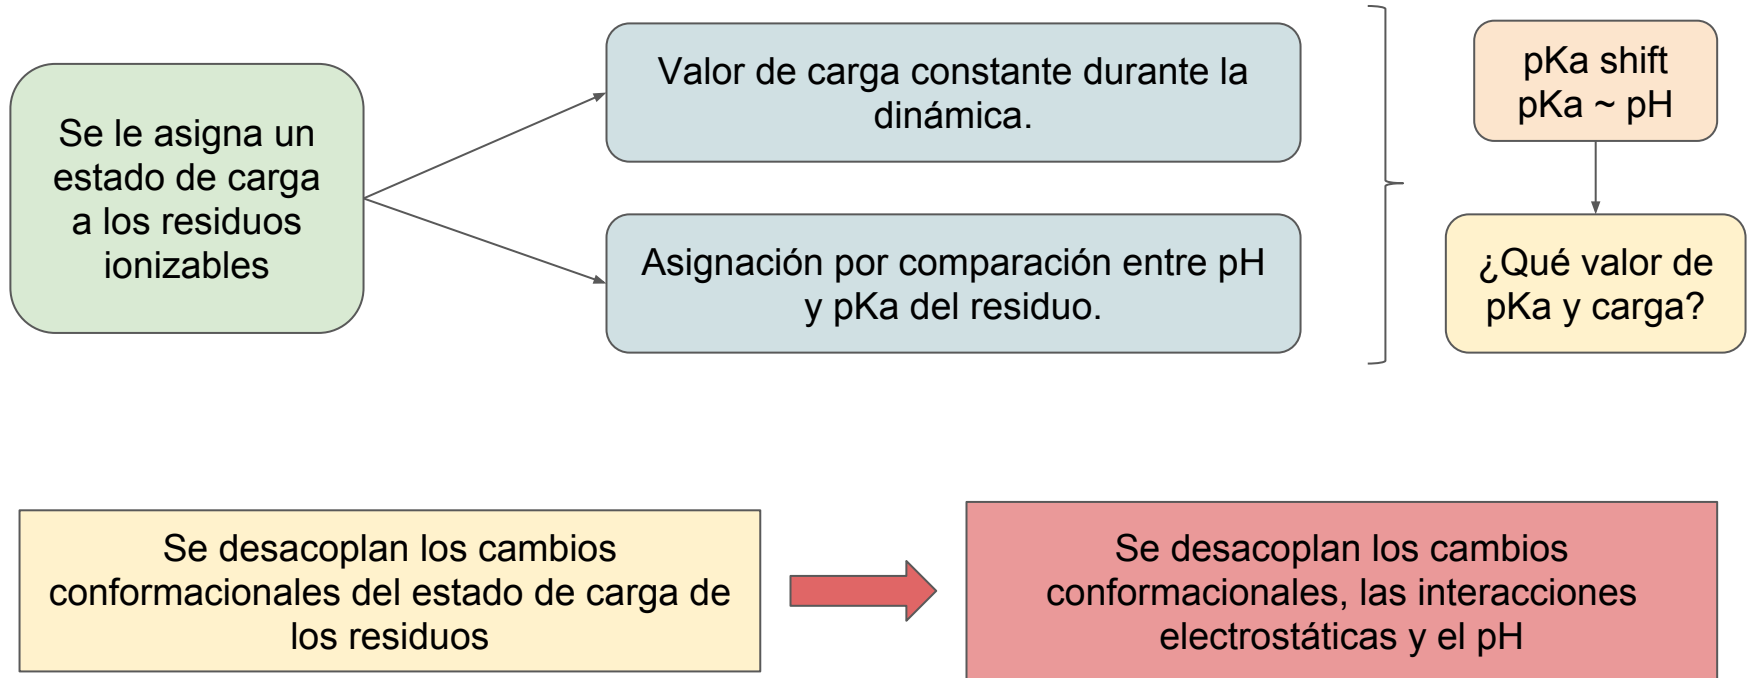 Se le asigna un
estado de carga
a los residuos
ionizables
Valor de carga constante durante la
dinámica.
Asignación por comparación entre pH
y pKa del residuo.
pKa shift
pKa ~ pH
¿Qué valor de
pKa y carga?
Se desacoplan los cambios
conformacionales del estado de carga de
los residuos
Se desacoplan los cambios
conformacionales, las interacciones
electrostáticas y el pH